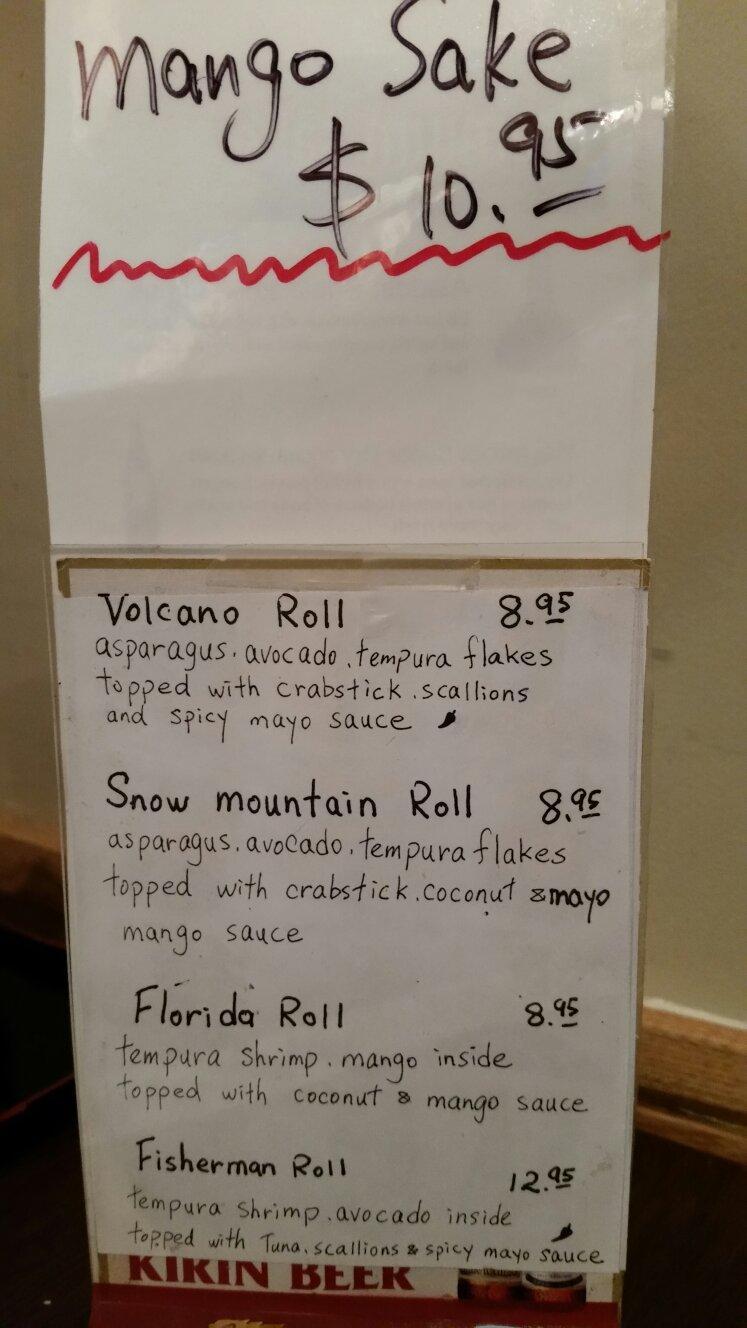 mango Sake
$10.95
Volcano Roll 8.95
asparagus. avocado. tempura flakes
topped with crabstick. scallions
and spicy mayo sauce
Snow mountain Roll 8.95
asparagus. avocado. tempura flakes
topped with crabstick. coconut & mayo
mango sauce
Florida Roll 8.95
tempura shrimp. mango inside
topped with coconut & mango sauce
Fisherman Roll 12.95
tempura shrimp. avocado inside
topped with Tuna. scallions & spicy mayo sauce
KIRIN BEER